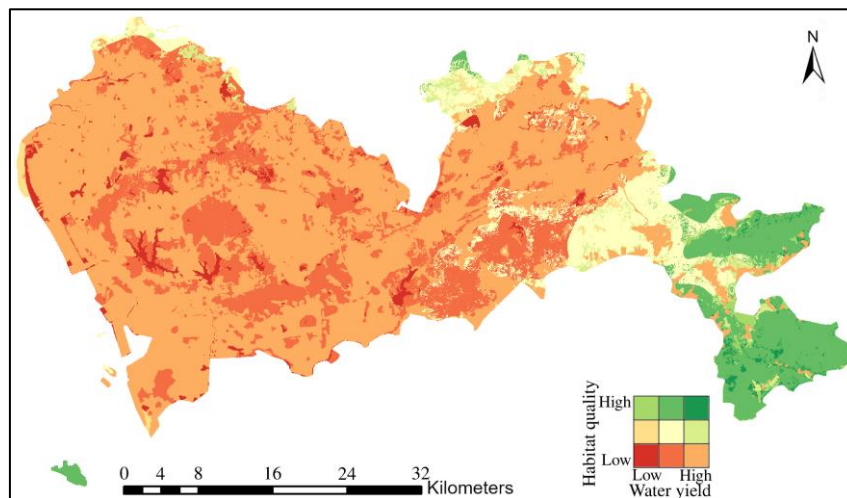 N
High
Habitat quality
Low
Low High
Water yield
0 4 8 16 24 32
Kilometers